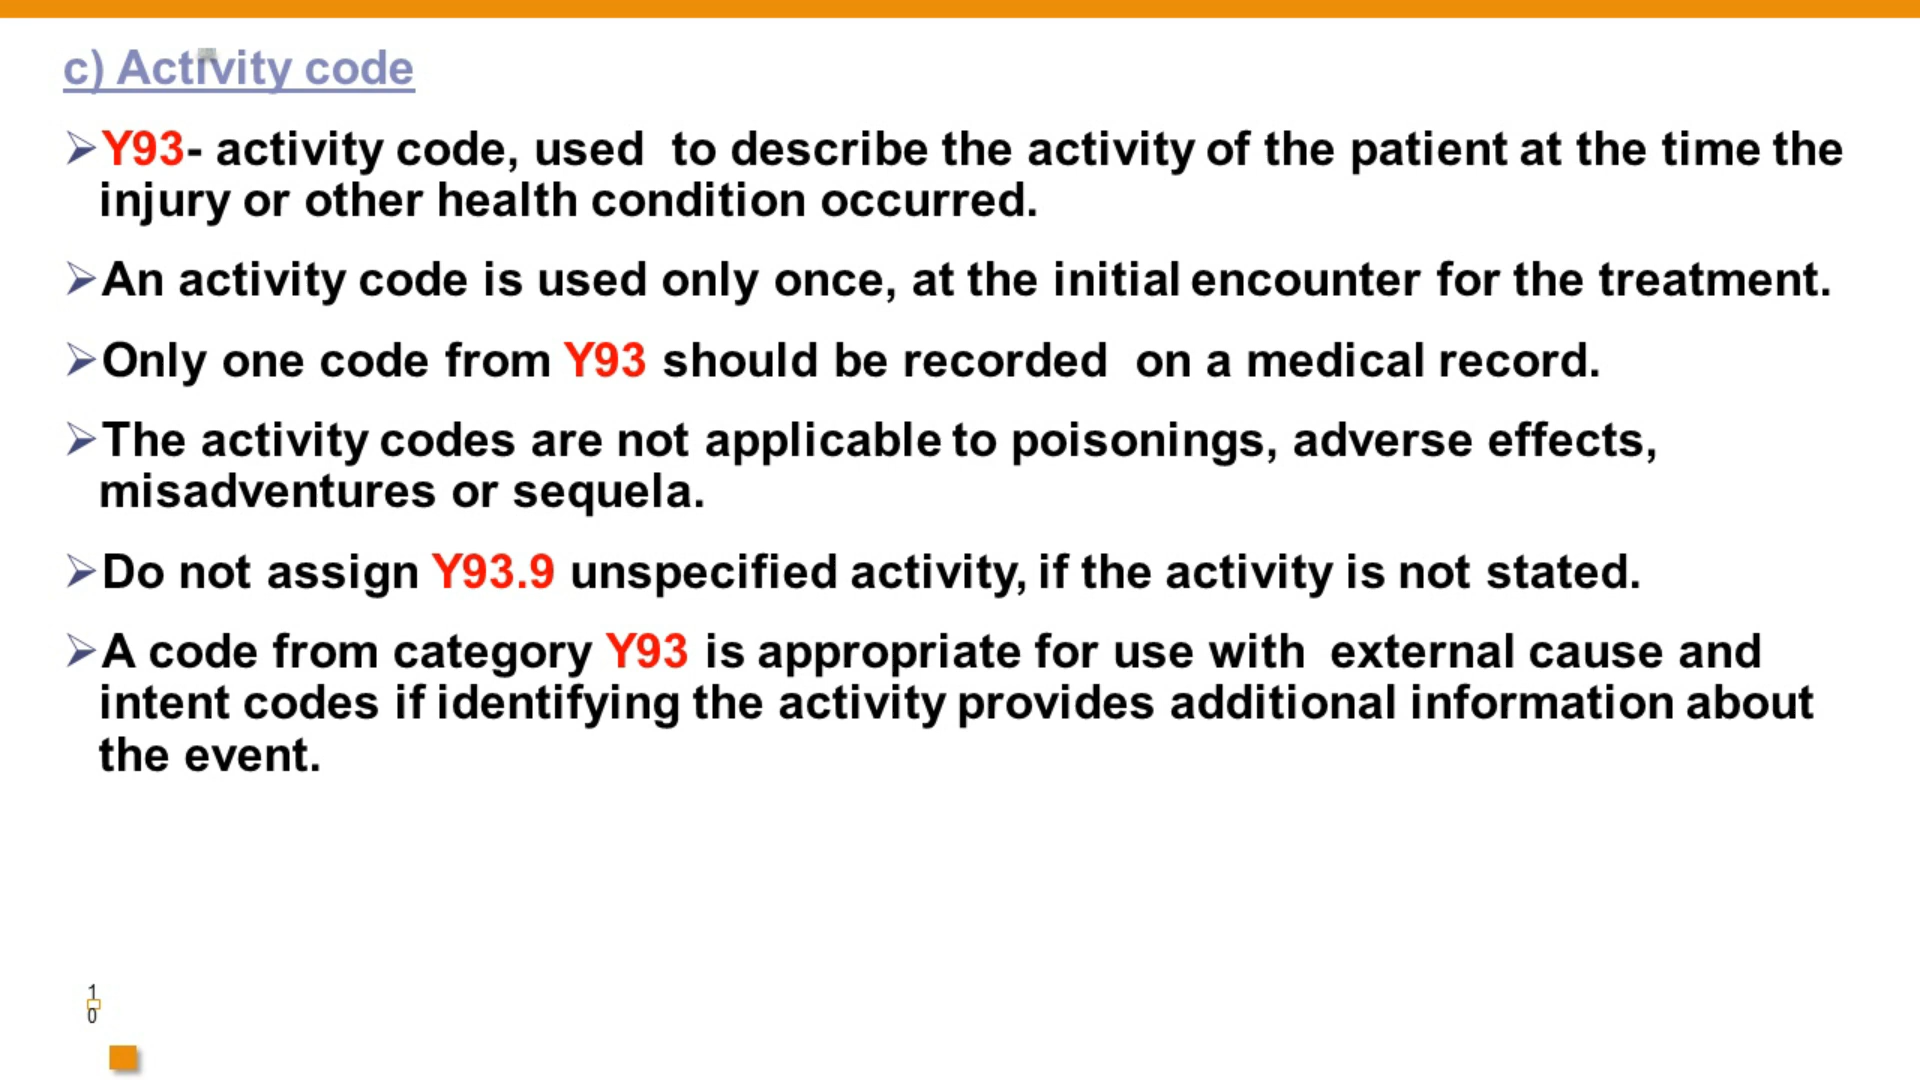 c) Activity code
➢Y93- activity code, used to describe the activity of the patient at the time the
injury or other health condition occurred.
➢An activity code is used only once, at the initial encounter for the treatment.
➢Only one code from Y93 should be recorded on a medical record.
➢The activity codes are not applicable to poisonings, adverse effects,
misadventures or sequela.
➢Do not assign Y93.9 unspecified activity, if the activity is not stated.
➢A code from category Y93 is appropriate for use with external cause and
intent codes if identifying the activity provides additional information about
the event.
1
0